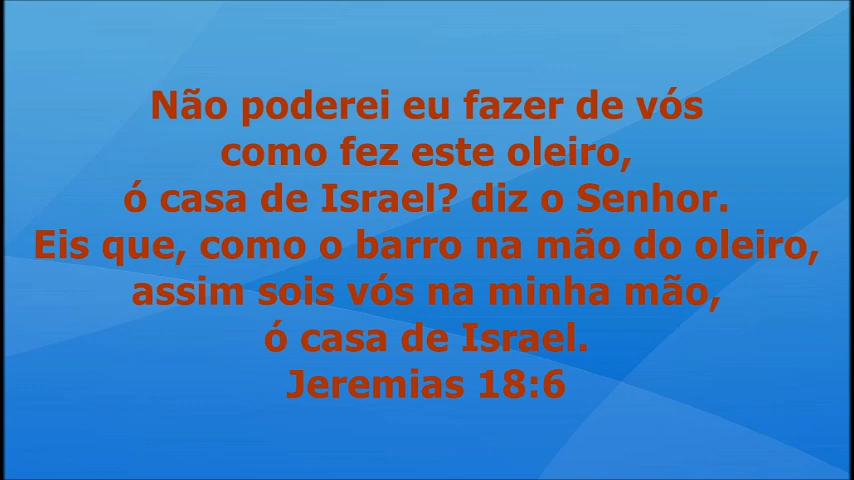 Não poderei eu fazer de vós
como fez este oleiro,
ó casa de Israel? diz o Senhor.
Eis que, como o barro na mão do oleiro,
assim sois vós na minha mão,
ó casa de Israel.
Jeremias 18:6